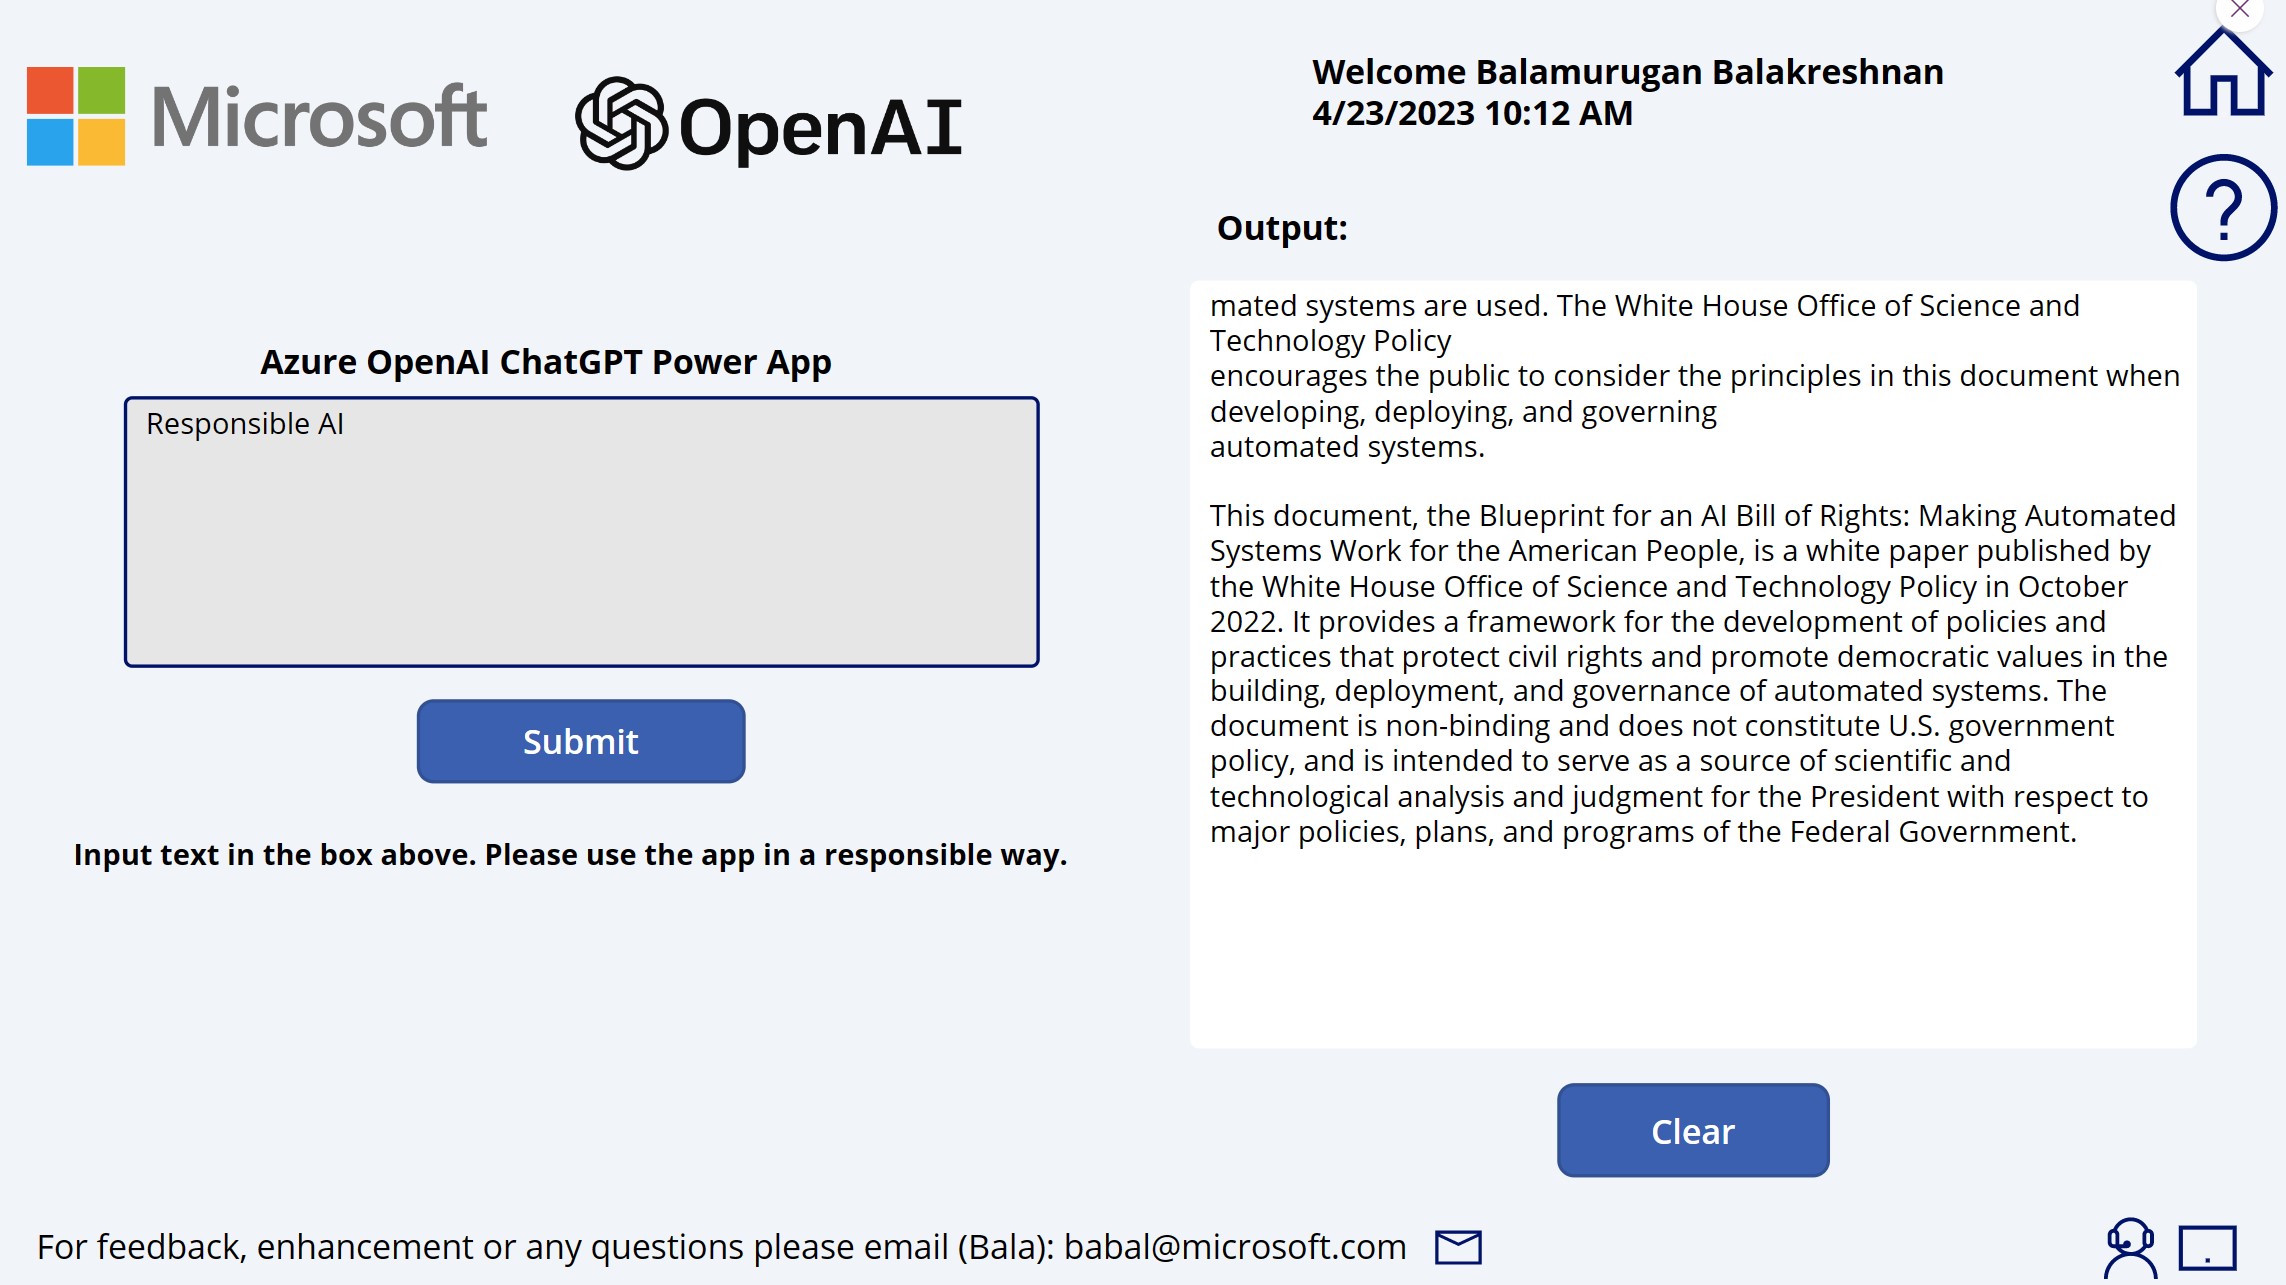 Microsoft
OpenAI
Welcome Balamurugan Balakreshnan
4/23/2023 10:12 AM
?
Output:
Azure OpenAI ChatGPT Power App
Responsible AI
Submit
Input text in the box above. Please use the app in a responsible way.
mated systems are used. The White House Office of Science and
Technology Policy
encourages the public to consider the principles in this document when
developing, deploying, and governing
automated systems.
This document, the Blueprint for an AI Bill of Rights: Making Automated
Systems Work for the American People, is a white paper published by
the White House Office of Science and Technology Policy in October
2022. It provides a framework for the development of policies and
practices that protect civil rights and promote democratic values in the
building, deployment, and governance of automated systems. The
document is non-binding and does not constitute U.S. government
policy, and is intended to serve as a source of scientific and
technological analysis and judgment for the President with respect to
major policies, plans, and programs of the Federal Government.
Clear
For feedback, enhancement or any questions please email (Bala): babal@microsoft.com